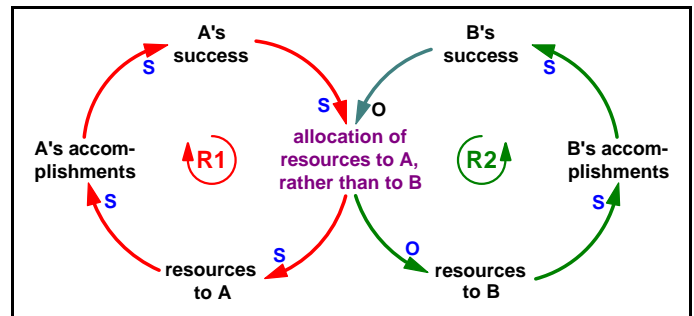 A's
success
B's
success
S
S
S
O
allocation of
resources to A,
rather than to B
A's accom-
plishments
R1
R2
B's accom-
plishments
S
S
S
O
resources
to A
resources
to B